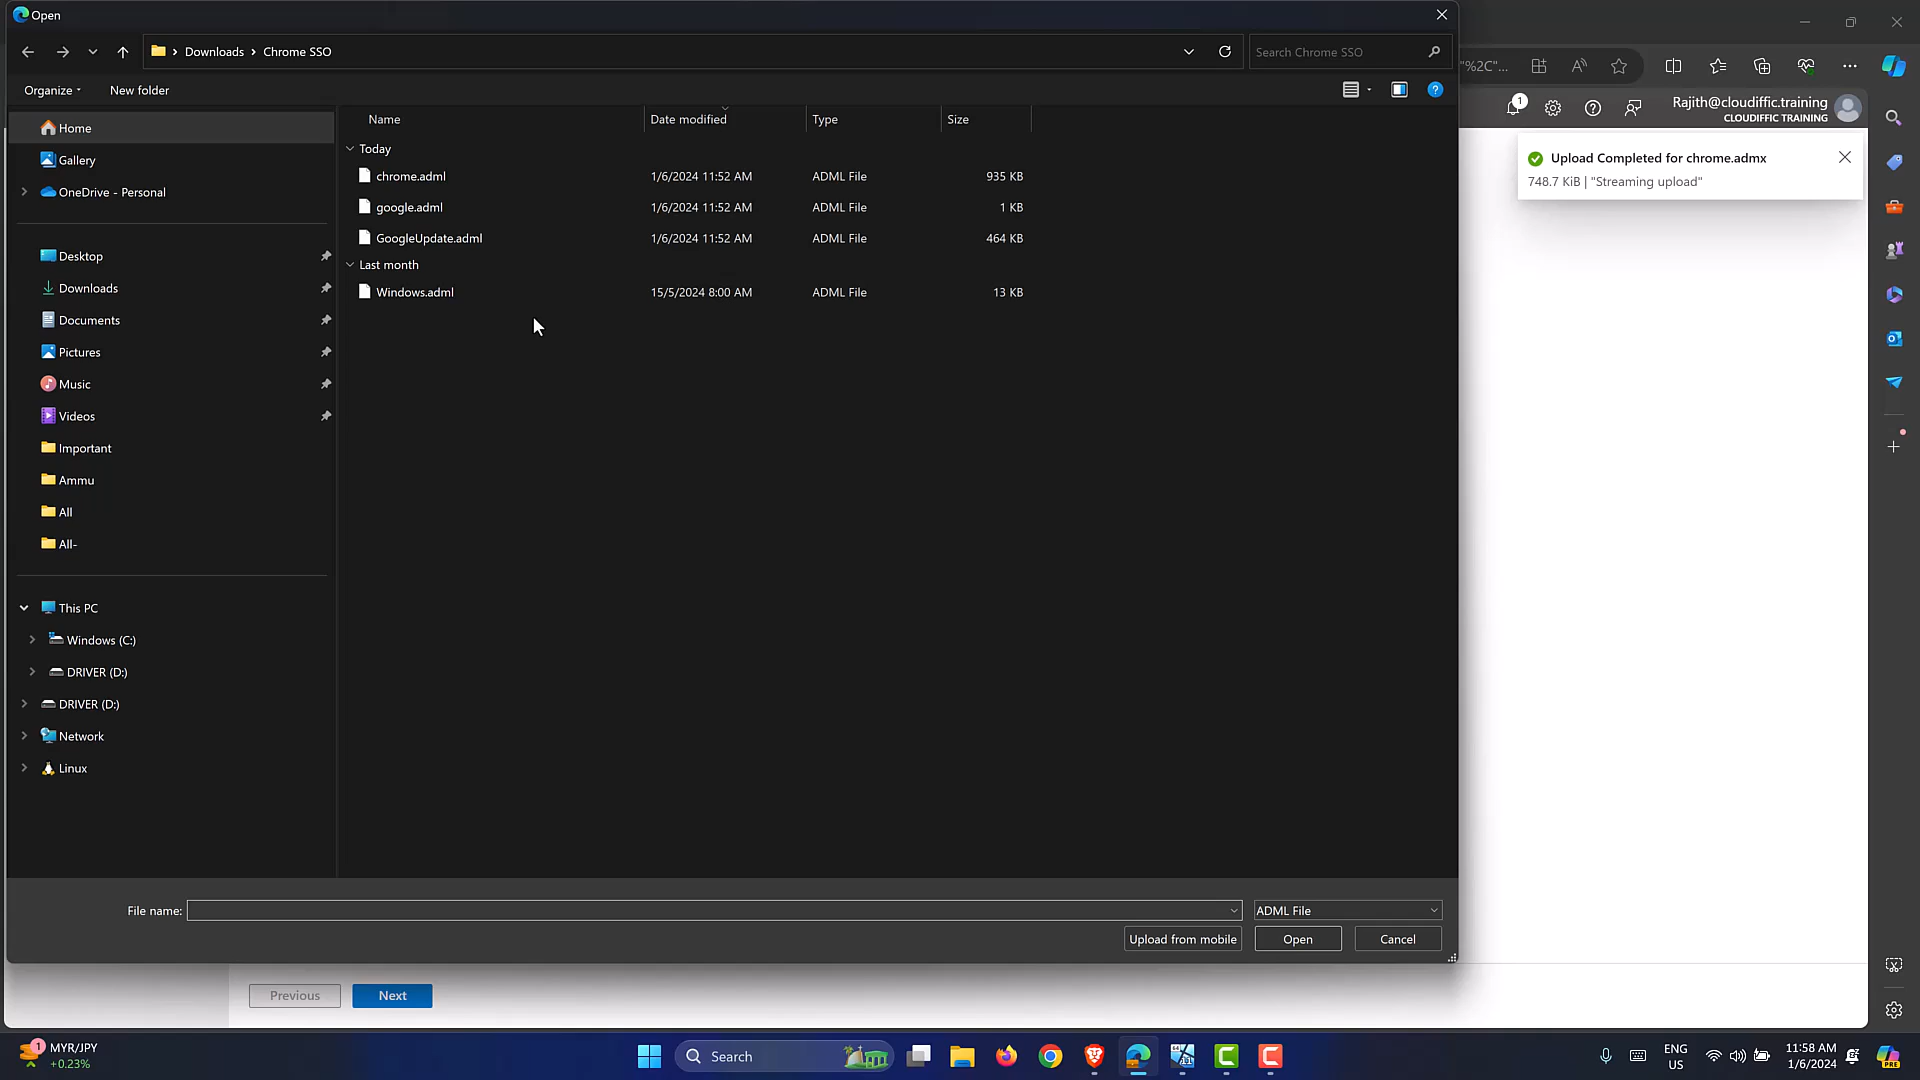 Open
Downloads
Chrome SSO
Search Chrome SSO
"%2C"...
Organize
New folder
1
Rajith@cloudiffic.training
CLOUDIFFIC TRAINING
Name
Date modified
Type
Size
Home
Gallery
OneDrive - Personal
Desktop
Downloads
Documents
Pictures
Music
Videos
Important
Ammu
All
All-
This PC
Windows (C:)
DRIVER (D:)
DRIVER (D:)
Network
Linux
Today
chrome.adml 1/6/2024 11:52 AM ADML File 935 KB
google.adml 1/6/2024 11:52 AM ADML File 1 KB
GoogleUpdate.adml 1/6/2024 11:52 AM ADML File 464 KB
Last month
Windows.adml 15/5/2024 8:00 AM ADML File 13 KB
Upload Completed for chrome.admx
748.7 KiB | "Streaming upload"
File name:
ADML File
Upload from mobile
Open
Cancel
Previous
Next
1
MYR/JPY
+0.23%
Search
ENG
US
11:58 AM
1/6/2024
PRE